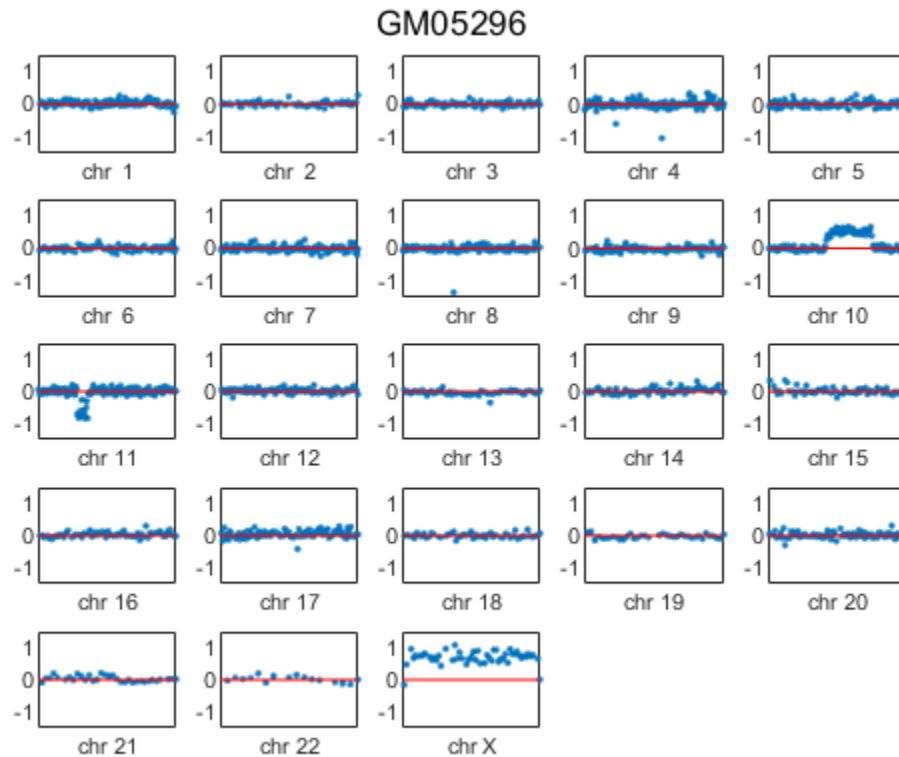 GM05296
1 1 1 1 1
0 0 0 0 0
-1 -1 -1 -1 -1
chr 1 chr 2 chr 3 chr 4 chr 5
1 1 1 1 1
0 0 0 0 0
-1 -1 -1 -1 -1
chr 6 chr 7 chr 8 chr 9 chr 10
1 1 1 1 1
0 0 0 0 0
-1 -1 -1 -1 -1
chr 11 chr 12 chr 13 chr 14 chr 15
1 1 1 1 1
0 0 0 0 0
-1 -1 -1 -1 -1
chr 16 chr 17 chr 18 chr 19 chr 20
1 1 1
0 0 0
-1 -1 -1
chr 21 chr 22 chr X